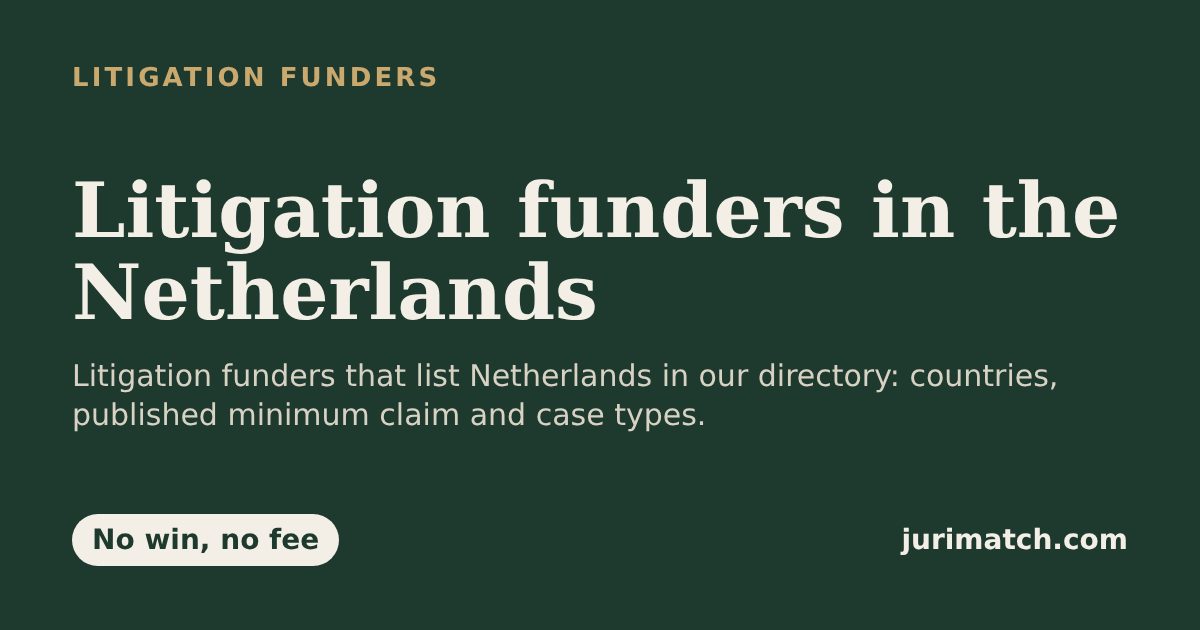 LITIGATION FUNDERS
Litigation funders in the
Netherlands
Litigation funders that list Netherlands in our directory: countries,
published minimum claim and case types.
No win, no fee
jurimatch.com